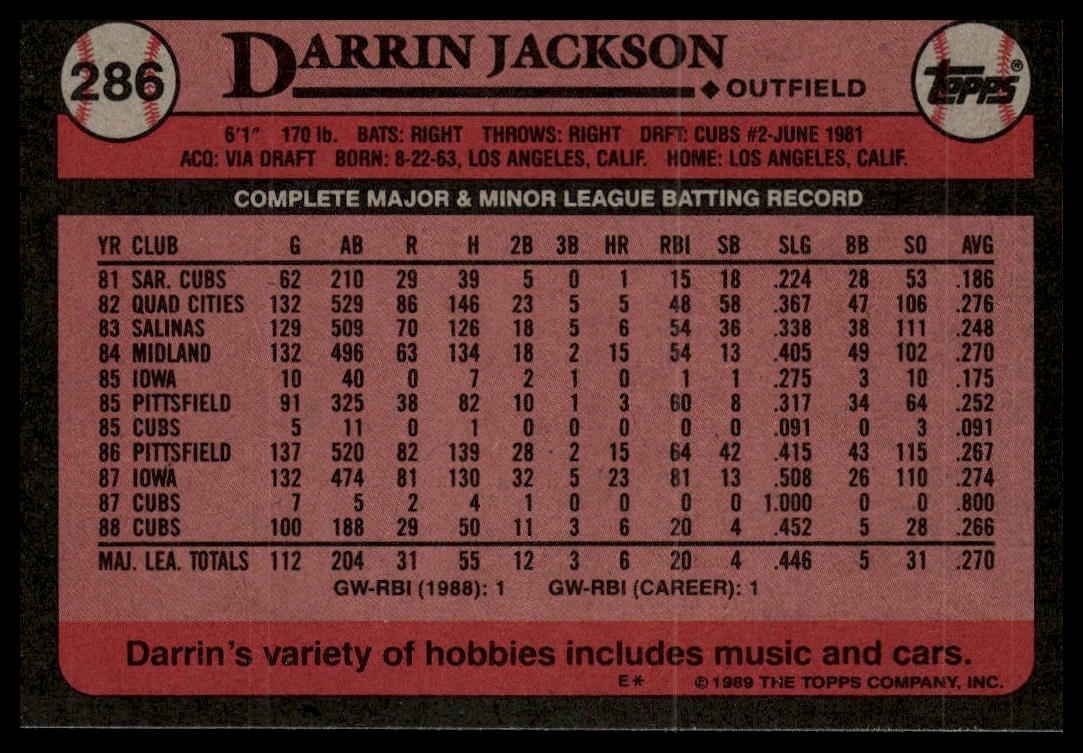 286
DARRIN JACKSON
◆ OUTFIELD
TOPPS®
6'1" 170 lb. BATS: RIGHT THROWS: RIGHT DRFT: CUBS #2-JUNE 1981
ACQ: VIA DRAFT BORN: 8-22-63, LOS ANGELES, CALIF. HOME: LOS ANGELES, CALIF.
COMPLETE MAJOR & MINOR LEAGUE BATTING RECORD
YR CLUB G AB R H 2B 3B HR RBI SB SLG BB SO AVG
81 SAR. CUBS 62 210 29 39 5 0 1 15 18 .224 28 53 .186
82 QUAD CITIES 132 529 86 146 23 5 5 48 58 .367 47 106 .276
83 SALINAS 129 509 70 126 18 5 6 54 36 .338 38 111 .248
84 MIDLAND 132 496 63 134 18 2 15 54 13 .405 49 102 .270
85 IOWA 10 40 0 7 2 1 0 1 1 .275 3 10 .175
85 PITTSFIELD 91 325 38 82 10 1 3 60 8 .317 34 64 .252
85 CUBS 5 11 0 1 0 0 0 0 0 .091 0 3 .091
86 PITTSFIELD 137 520 82 139 28 2 15 64 42 .415 43 115 .267
87 IOWA 132 474 81 130 32 5 23 81 13 .508 26 110 .274
87 CUBS 7 5 2 4 1 0 0 0 0 1.000 0 0 .800
88 CUBS 100 188 29 50 11 3 6 20 4 .452 5 28 .266
MAJ. LEA. TOTALS 112 204 31 55 12 3 6 20 4 .446 5 31 .270
GW-RBI (1988): 1 GW-RBI (CAREER): 1
Darrin's variety of hobbies includes music and cars.
E* © 1989 THE TOPPS COMPANY, INC.